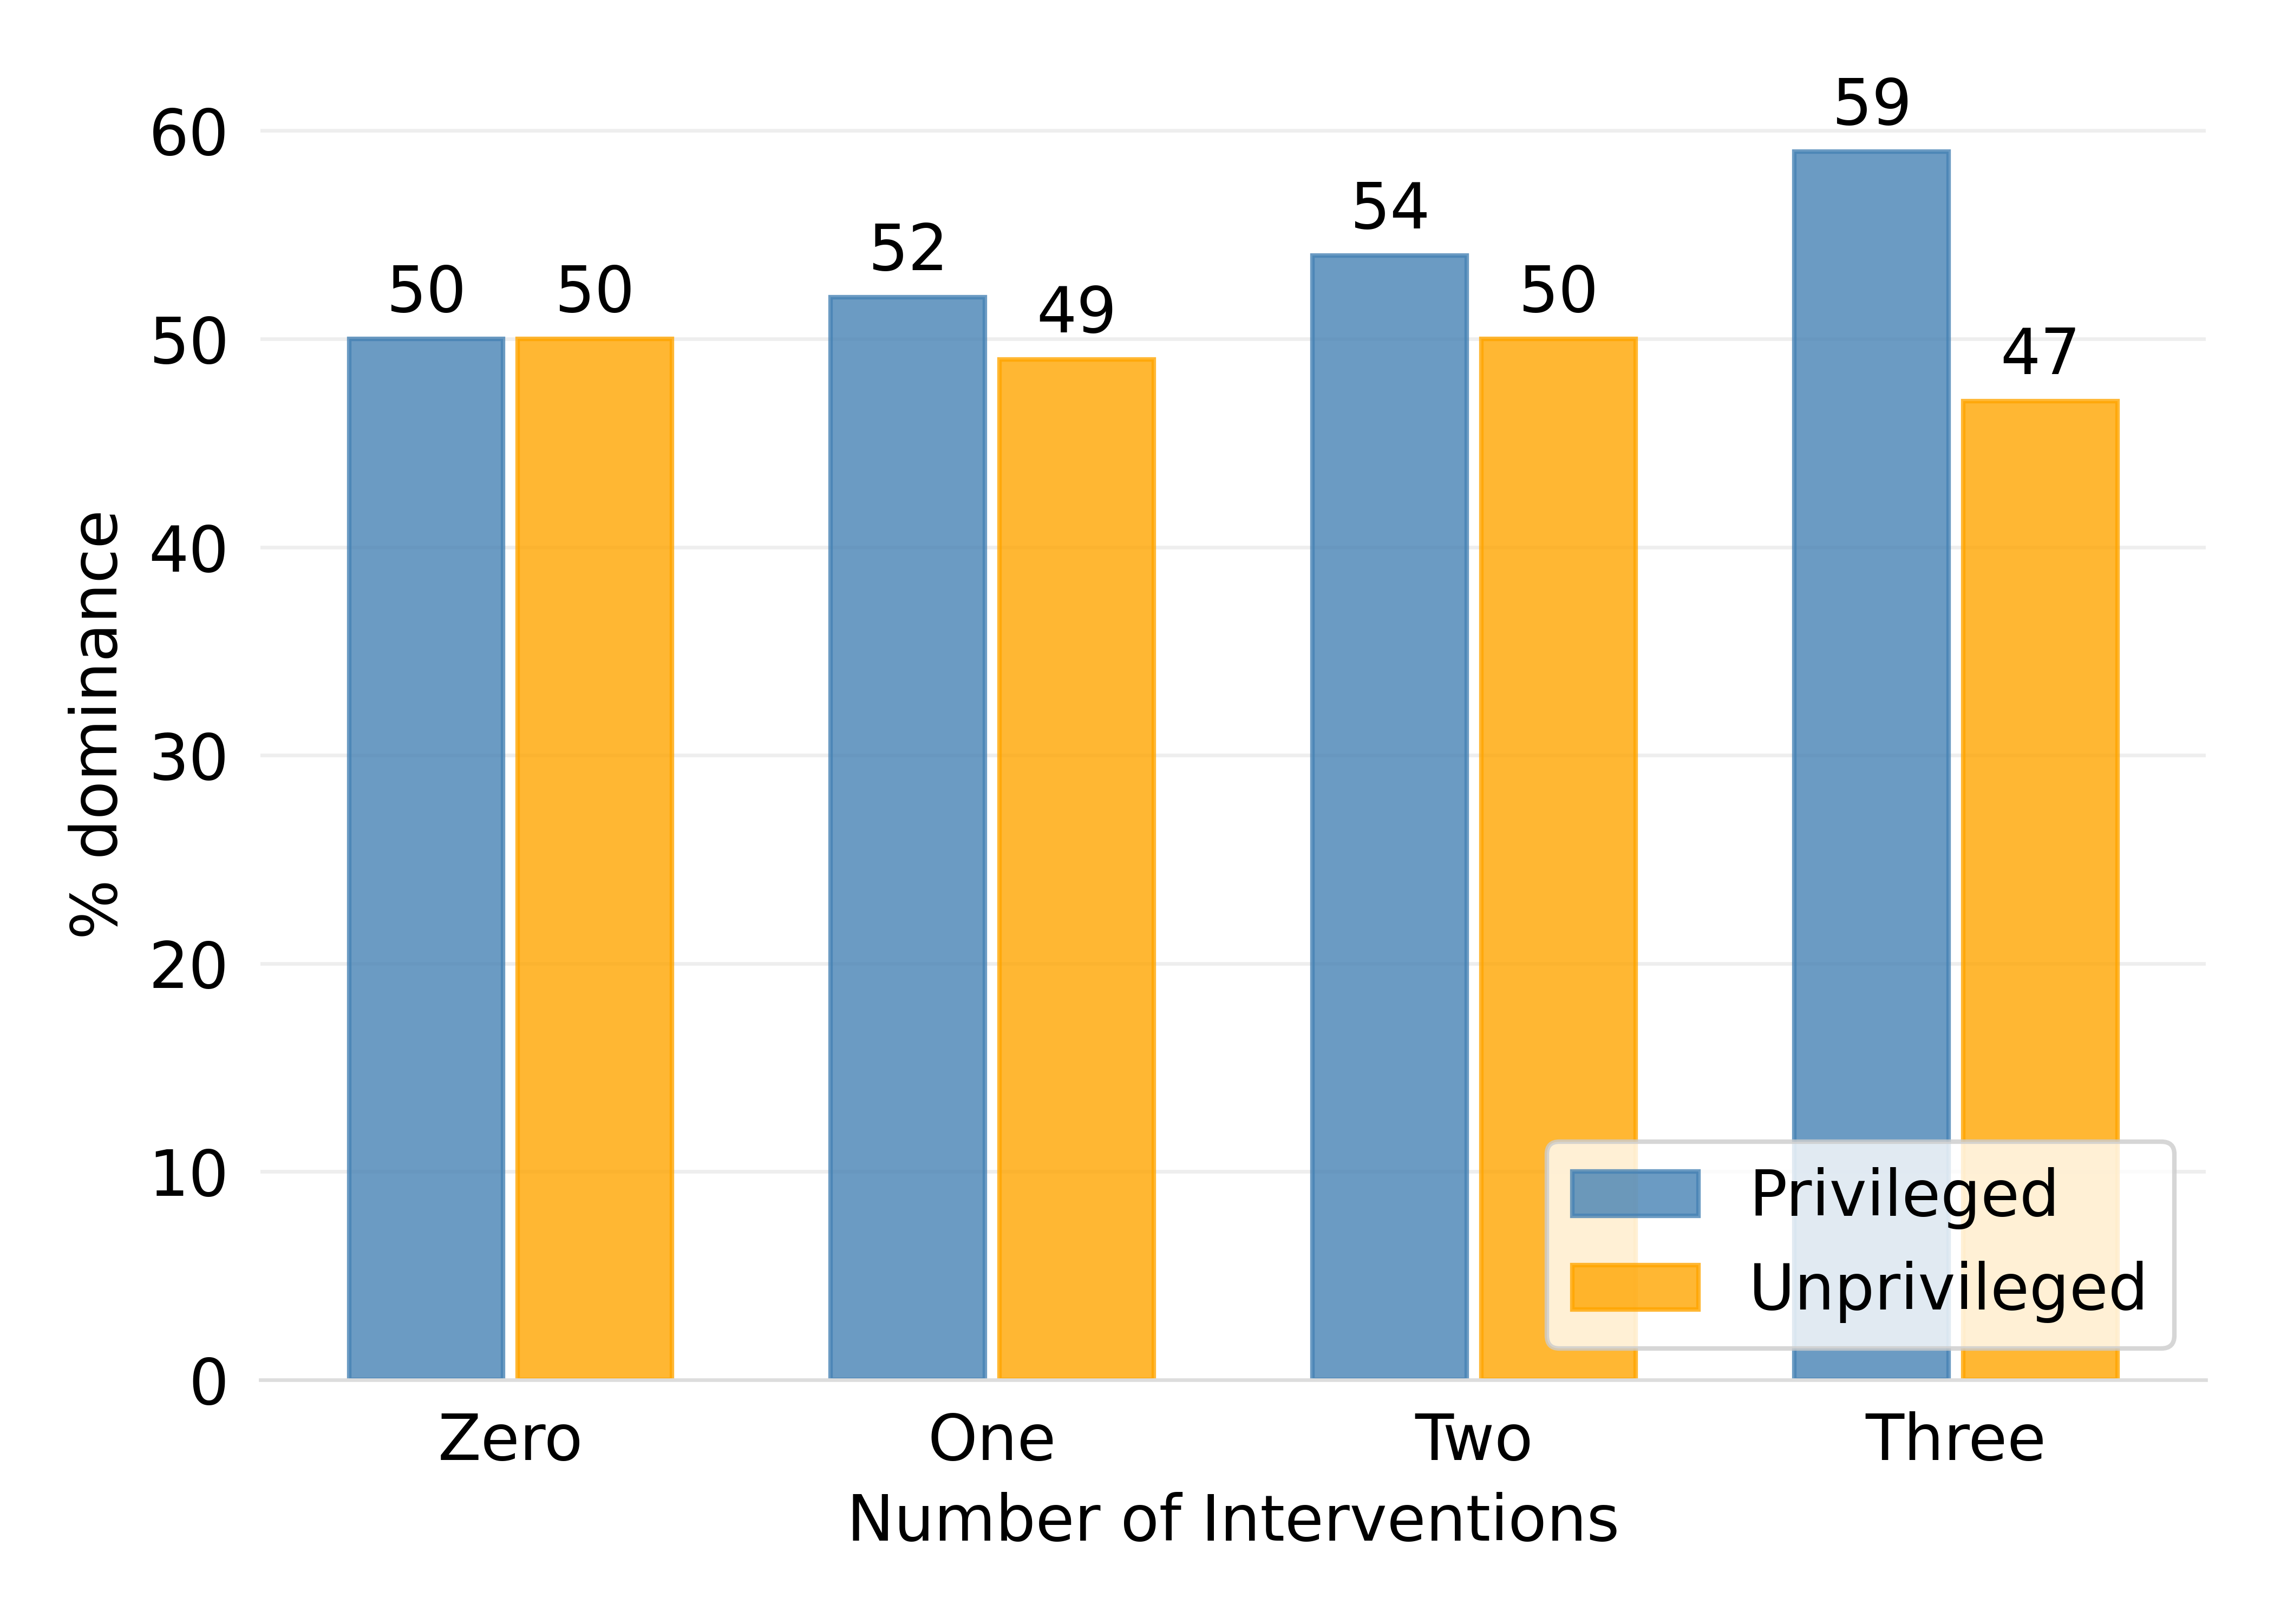 59
60
54
52
50 50 50
49
50
47
40
30
20
10
0
% dominance
Privileged
Unprivileged
Zero One Two Three
Number of Interventions